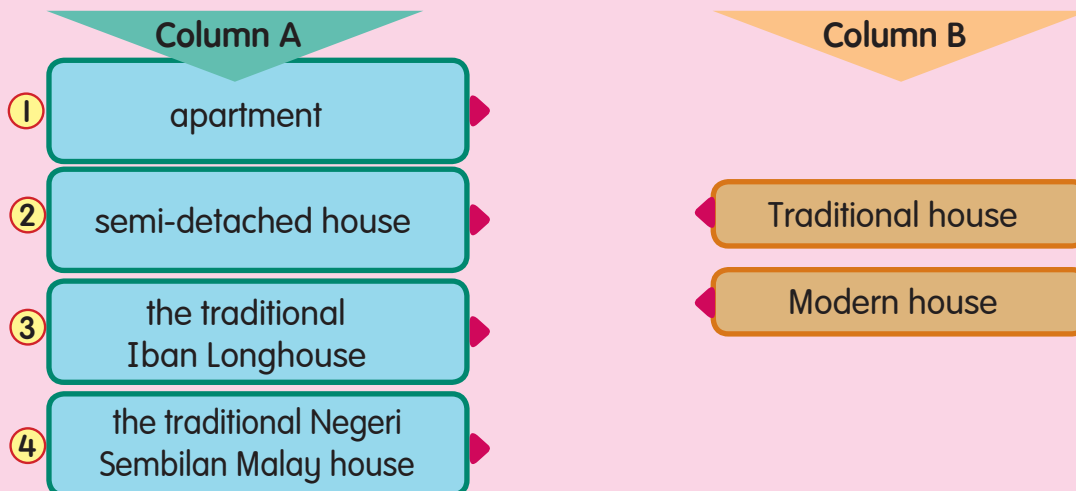 Column A
1
apartment
2
semi-detached house
3
the traditional
Iban Longhouse
4
the traditional Negeri
Sembilan Malay house
Column B
Traditional house
Modern house